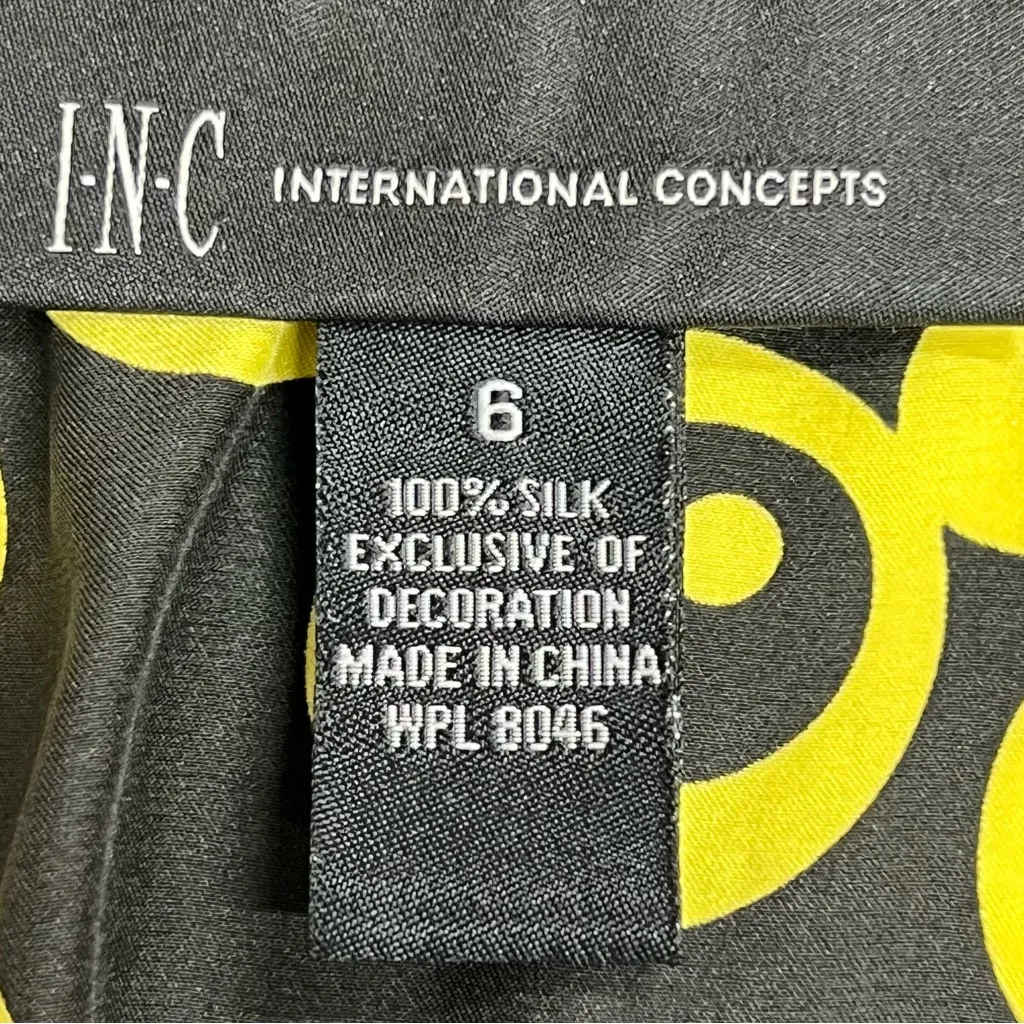 I·N·C INTERNATIONAL CONCEPTS
6
100% SILK
EXCLUSIVE OF
DECORATION
MADE IN CHINA
WPL 8046